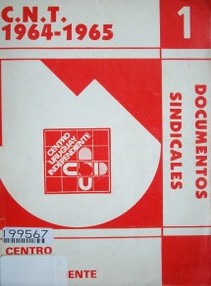 C.N.T.
1964-1965
1
DOCUMENTOS
SINDICALES
CENTRO
URUGUAY
INDEPENDIENTE
199567
CENTRO
ENTE